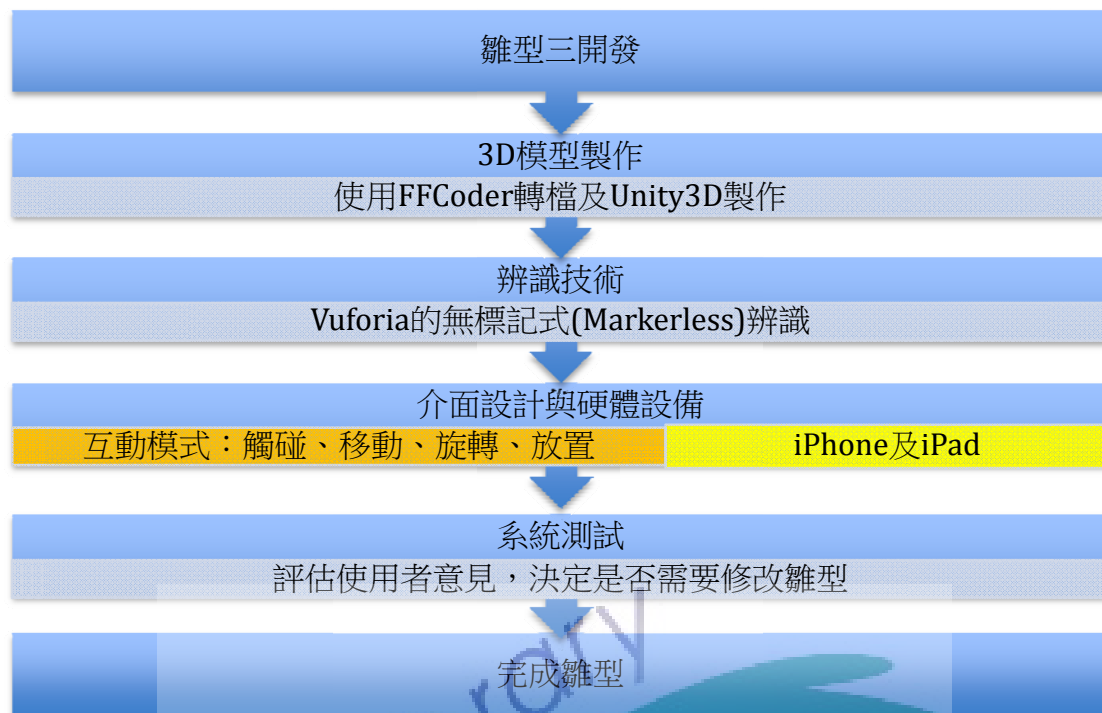 雛型三開發
3D模型製作
使用FFCoder轉檔及Unity3D製作
辨識技術
Vuforia的無標記式(Markerless)辨識
介面設計與硬體設備
互動模式：觸碰、移動、旋轉、放置
iPhone及iPad
系統測試
評估使用者意見，決定是否需要修改雛型
完成雛型